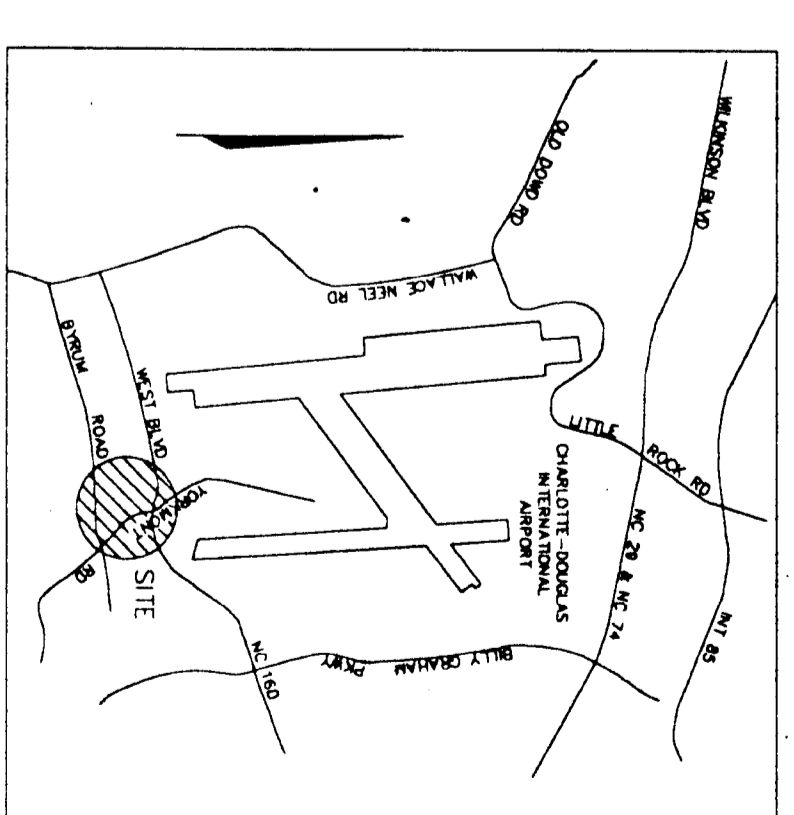 WILKINSON BLVD
OLD DOWD RD
WALLACE NEEL RD
BYRUM ROAD
WEST BLVD
LITTLE ROCK RD
CHARLOTTE-DOUGLAS
INTERNATIONAL
AIRPORT
YORKMONT RD
SITE
NC 29 & NC 74
INT 85
NC 160
BILLY GRAHAM PKWY